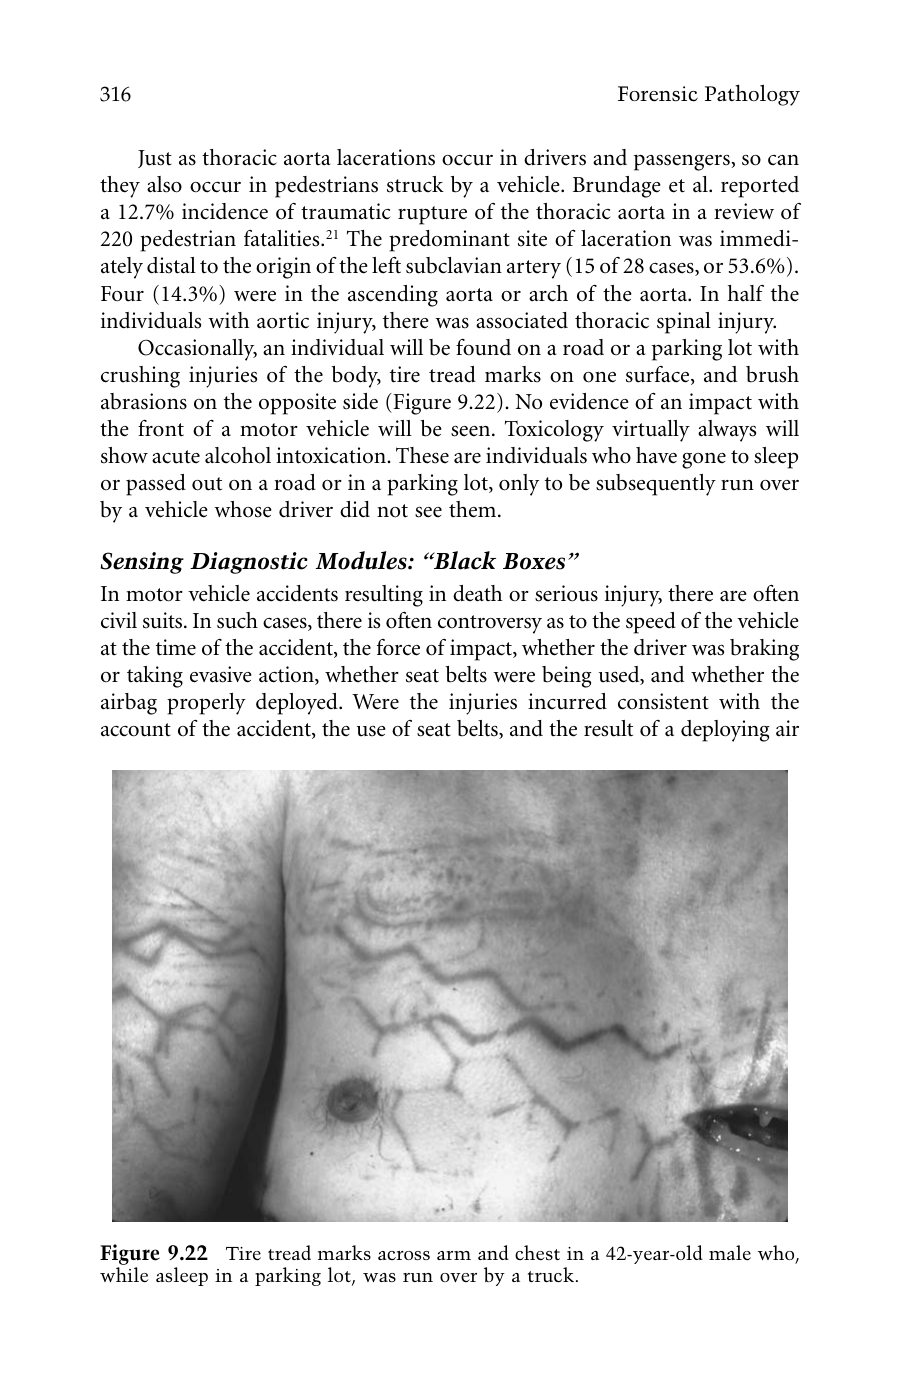 316 Forensic Pathology
Just as thoracic aorta lacerations occur in drivers and passengers, so can
they also occur in pedestrians struck by a vehicle. Brundage et al. reported
a 12.7% incidence of traumatic rupture of the thoracic aorta in a review of
220 pedestrian fatalities.21 The predominant site of laceration was immedi-
ately distal to the origin of the left subclavian artery (15 of 28 cases, or 53.6%).
Four (14.3%) were in the ascending aorta or arch of the aorta. In half the
individuals with aortic injury, there was associated thoracic spinal injury.
Occasionally, an individual will be found on a road or a parking lot with
crushing injuries of the body, tire tread marks on one surface, and brush
abrasions on the opposite side (Figure 9.22). No evidence of an impact with
the front of a motor vehicle will be seen. Toxicology virtually always will
show acute alcohol intoxication. These are individuals who have gone to sleep
or passed out on a road or in a parking lot, only to be subsequently run over
by a vehicle whose driver did not see them.
Sensing Diagnostic Modules: “Black Boxes”
In motor vehicle accidents resulting in death or serious injury, there are often
civil suits. In such cases, there is often controversy as to the speed of the vehicle
at the time of the accident, the force of impact, whether the driver was braking
or taking evasive action, whether seat belts were being used, and whether the
airbag properly deployed. Were the injuries incurred consistent with the
account of the accident, the use of seat belts, and the result of a deploying air
Figure 9.22 Tire tread marks across arm and chest in a 42-year-old male who,
while asleep in a parking lot, was run over by a truck.